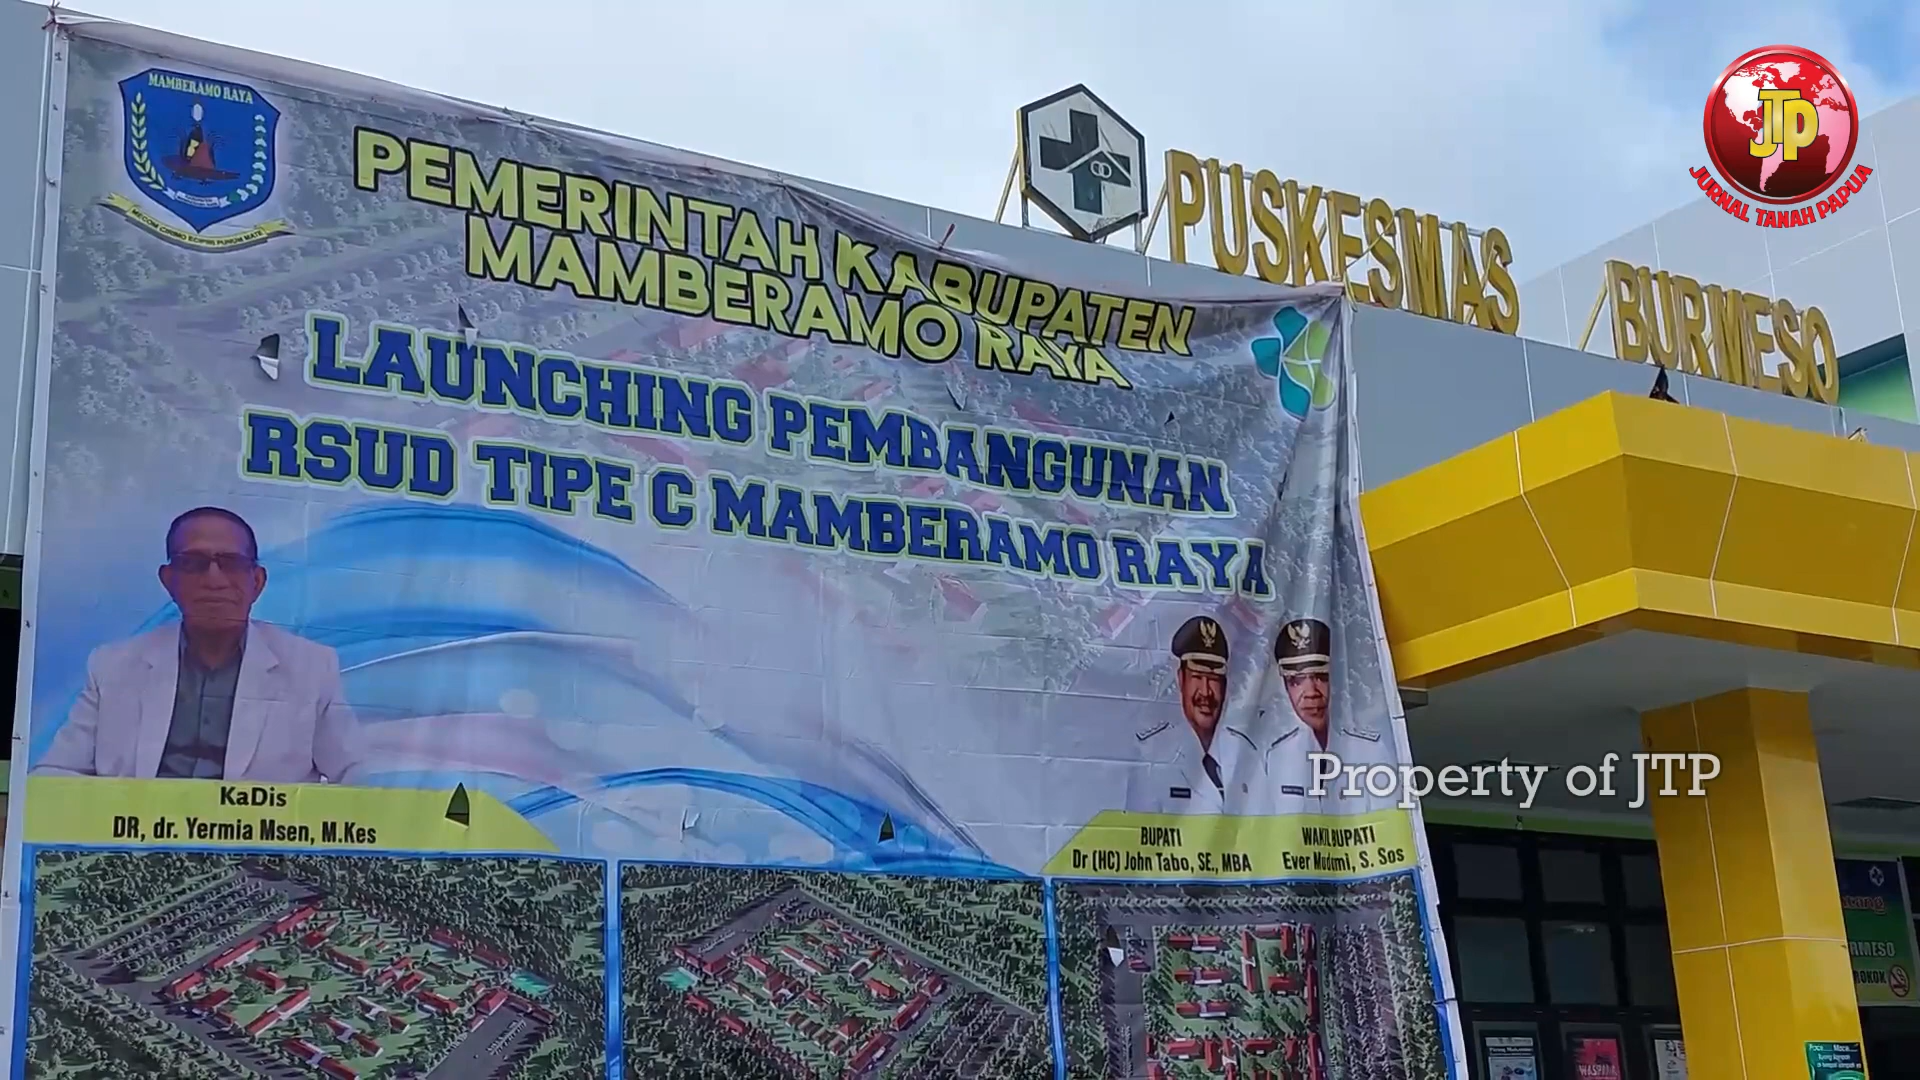 MAMBERAMO RAYA
PEMERINTAH KABUPATEN
MAMBERAMO RAYA
LAUNCHING PEMBANGUNAN
RSUD TIPE C MAMBERAMO RAYA
KaDis
DR, dr. Yermia Msen, M.Kes
BUPATI
Dr (HC) John Tabo, SE., MBA
WAKIL BUPATI
Ever Mudumi, S. Sos
PUSKESMAS
BURMESO
JTP
JURNAL TANAH PAPUA
Property of JTP
WASPADA